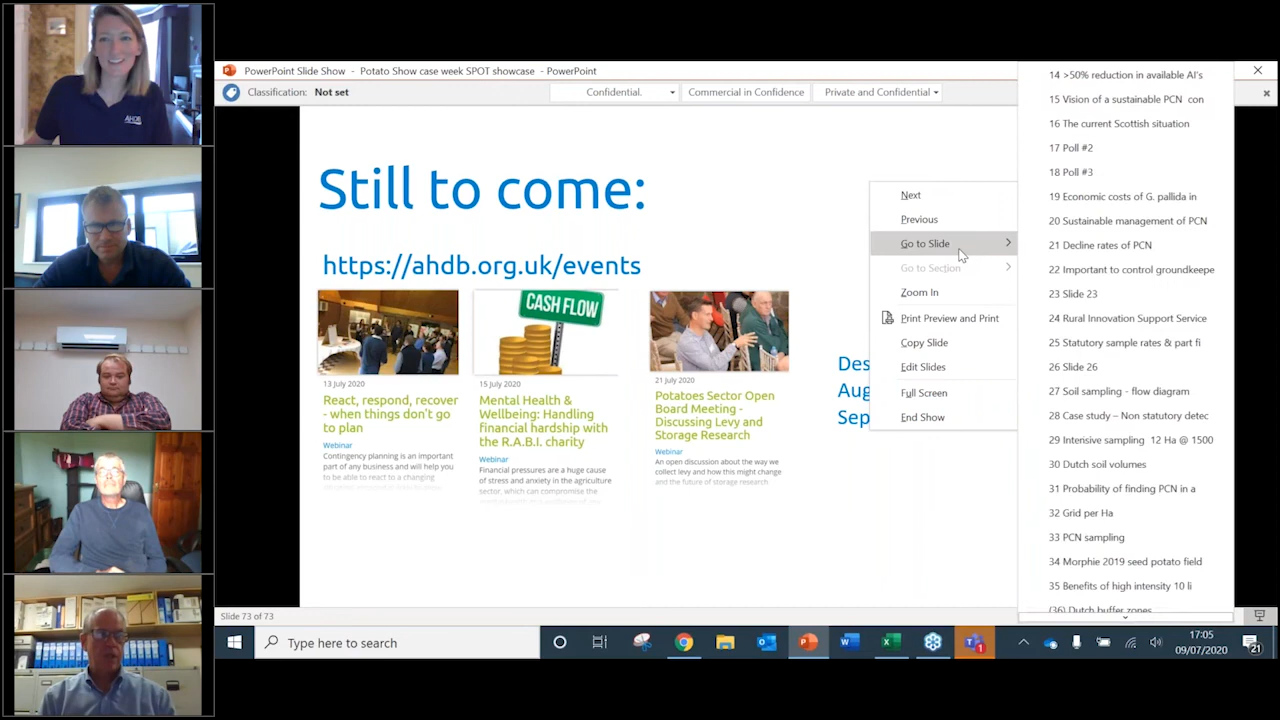 AHDB
PowerPoint Slide Show - Potato Show case week SPOT showcase - PowerPoint
Classification: Not set
Confidential.
Commercial in Confidence
Private and Confidential
Still to come:
https://ahdb.org.uk/events
CASH FLOW
13 July 2020
React, respond, recover
- when things don't go
to plan
Webinar
Contingency planning is an important
part of any business and will help you
to be able to react to a changing
15 July 2020
Mental Health &
Wellbeing: Handling
financial hardship with
the R.A.B.I. charity
Webinar
Financial pressures are a huge cause
of stress and anxiety in the agriculture
sector, which can compromise the
21 July 2020
Potatoes Sector Open
Board Meeting -
Discussing Levy and
Storage Research
Webinar
An open discussion about the way we
collect levy and how this might change
and the future of storage research.
Des
Aug
Sep
Next
Previous
Go to Slide
Go to Section
Zoom In
Print Preview and Print
Copy Slide
Edit Slides
Full Screen
End Show
14 >50% reduction in available AI's
15 Vision of a sustainable PCN con
16 The current Scottish situation
17 Poll #2
18 Poll #3
19 Economic costs of G. pallida in
20 Sustainable management of PCN
21 Decline rates of PCN
22 Important to control groundkeepe
23 Slide 23
24 Rural Innovation Support Service
25 Statutory sample rates & part fi
26 Slide 26
27 Soil sampling - flow diagram
28 Case study – Non statutory detec
29 Intensive sampling 12 Ha @ 1500
30 Dutch soil volumes
31 Probability of finding PCN in a
32 Grid per Ha
33 PCN sampling
34 Morphie 2019 seed potato field
35 Benefits of high intensity 10 li
(36) Dutch buffer zones
Slide 73 of 73
Type here to search
1
17:05
09/07/2020
21